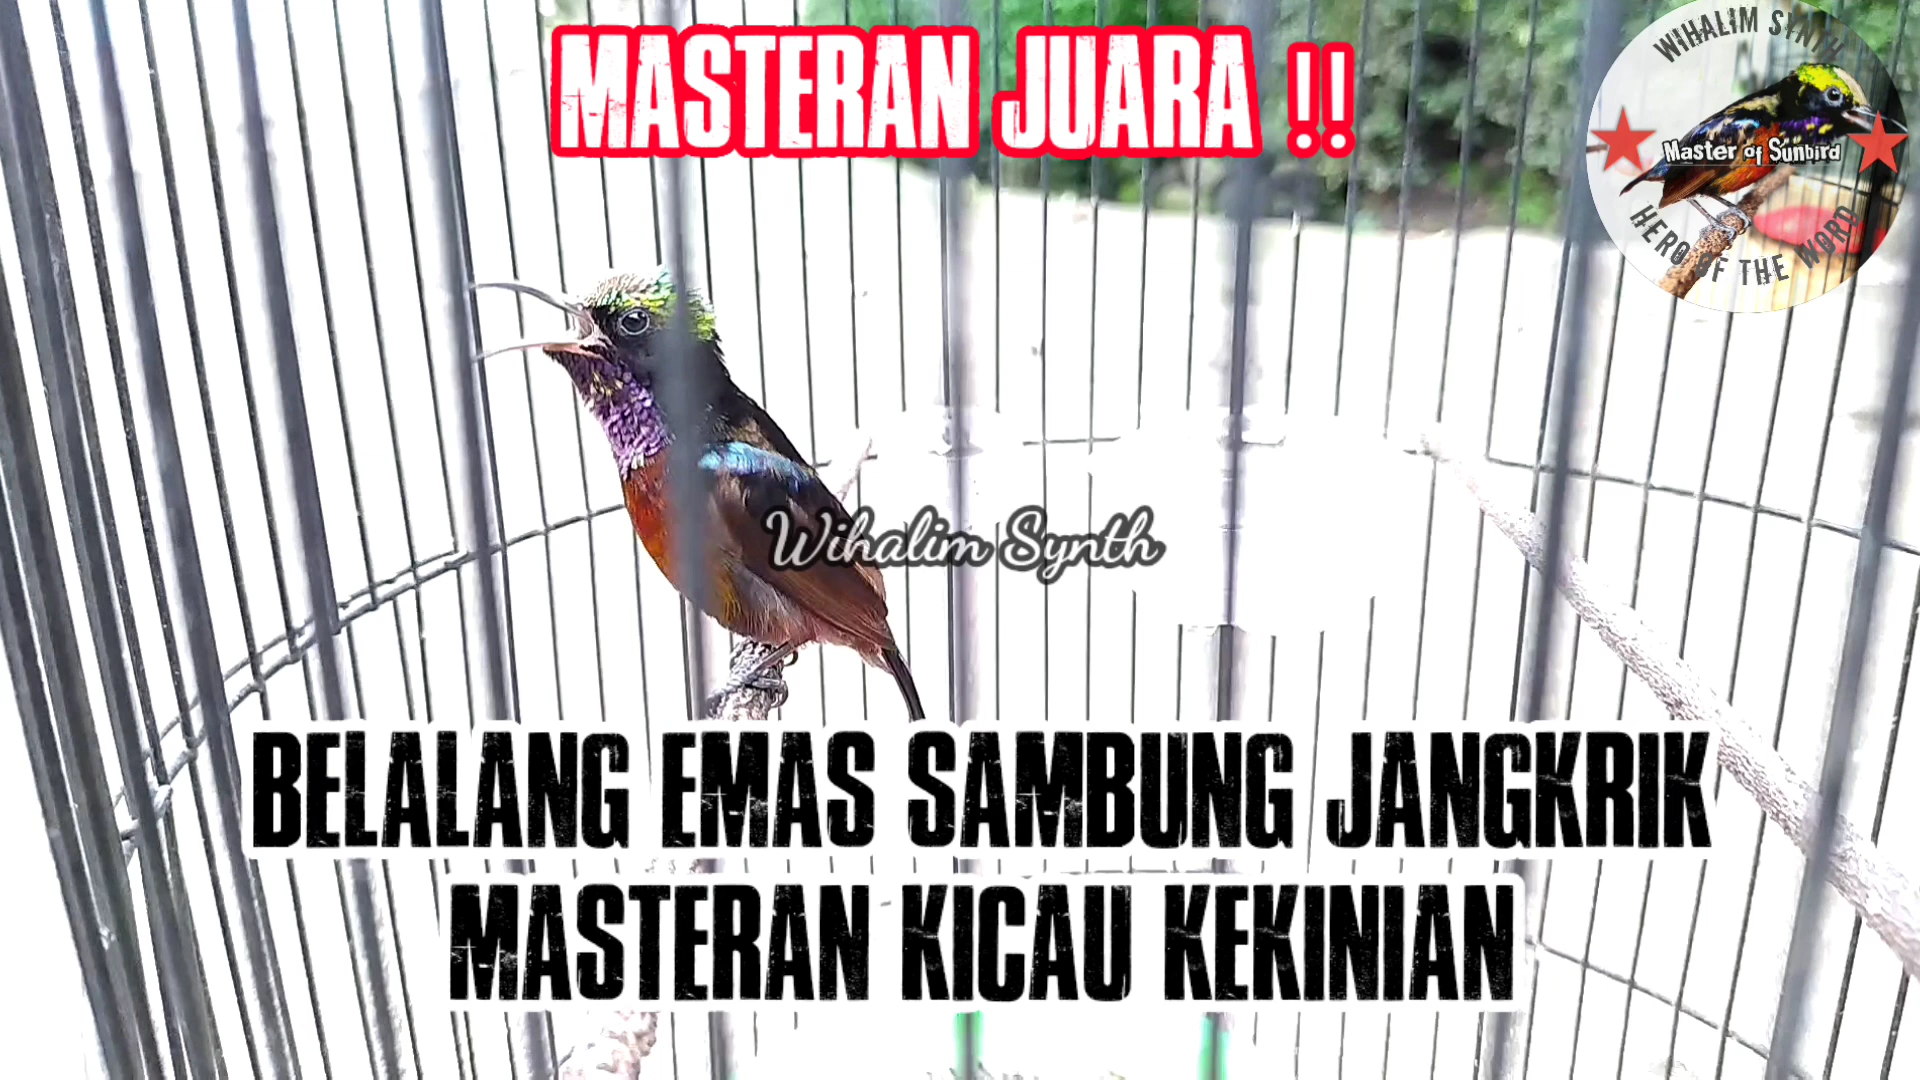 MASTERAN JUARA !!
WIHALIM SYNTH
Master of Sunbird
HERO OF THE WORD
Wihalim Synth
BELALANG EMAS SAMBUNG JANGKRIK
MASTERAN KICAU KEKINIAN